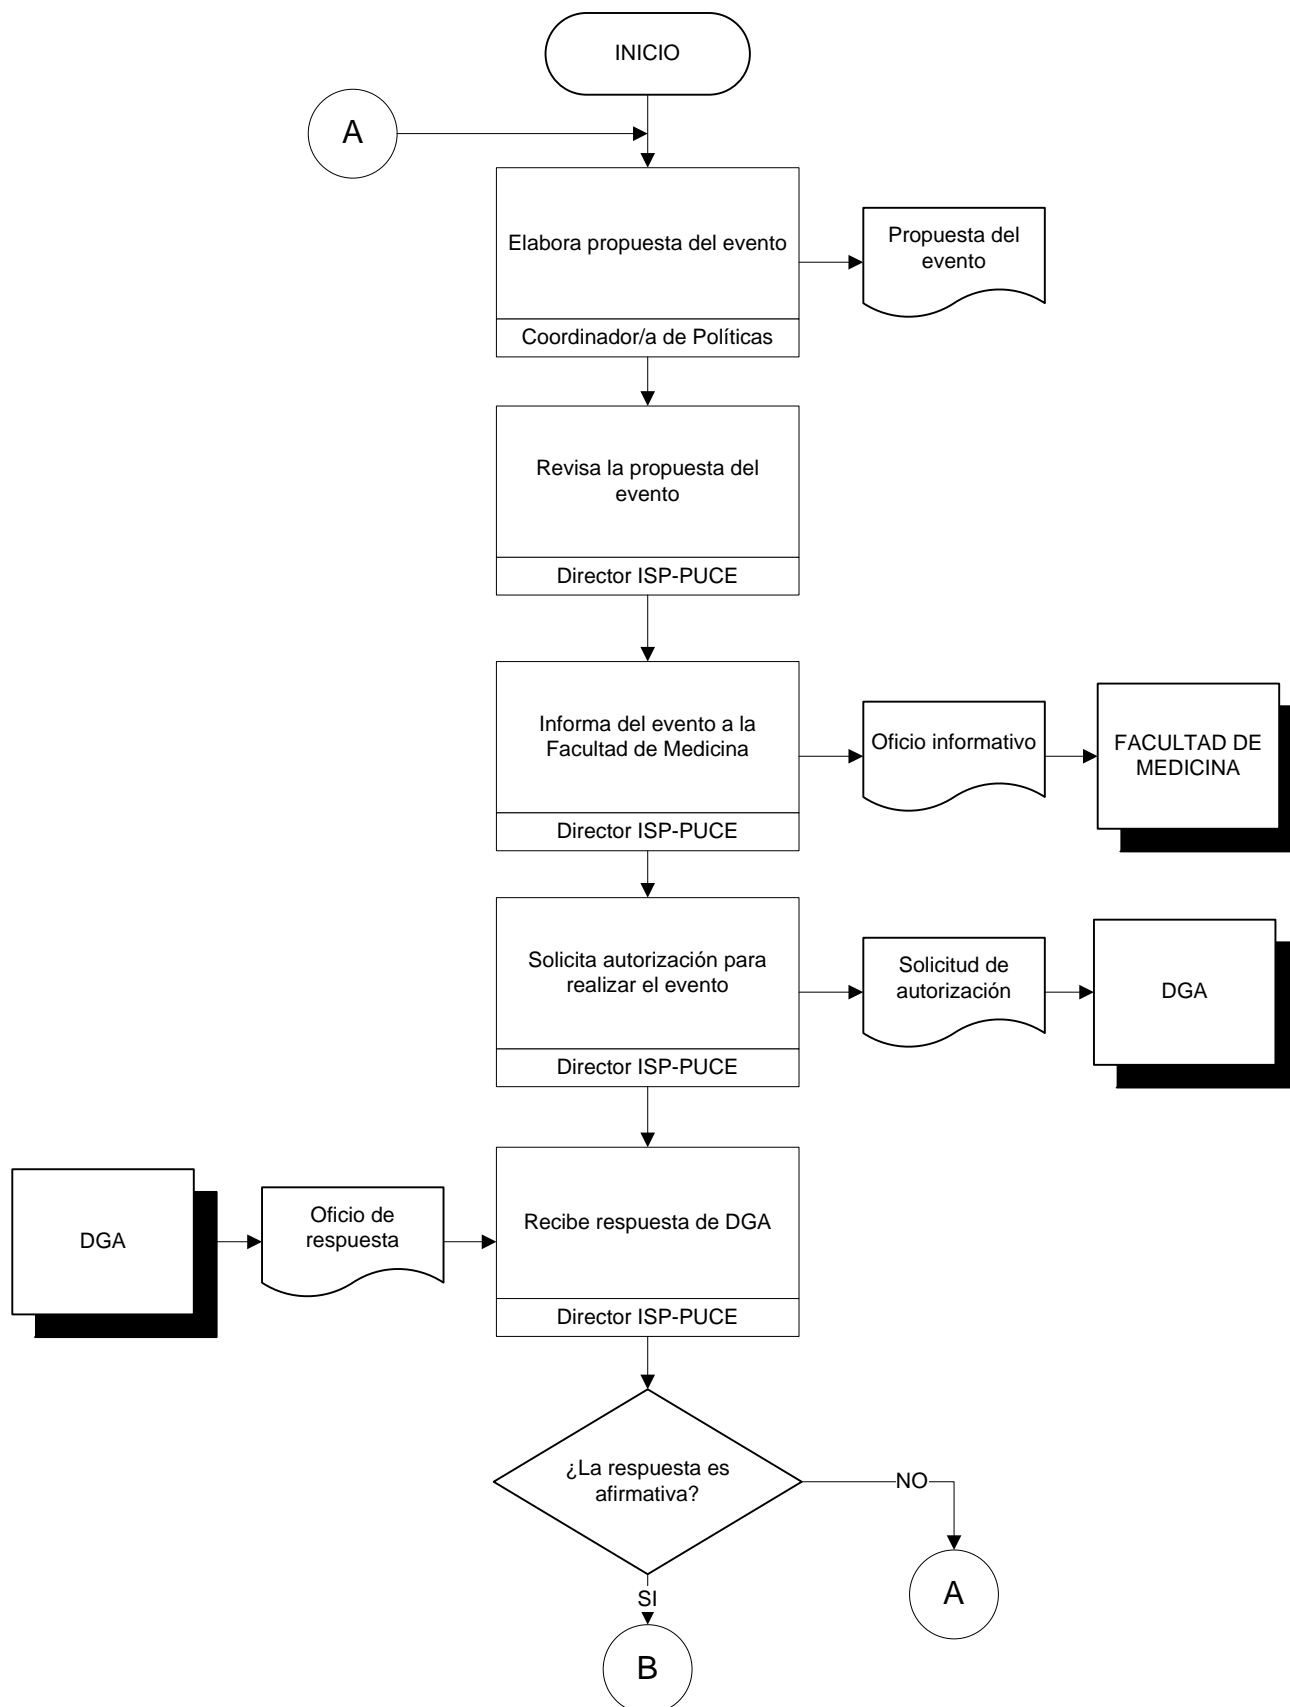 INICIO
A
Elabora propuesta del evento
Coordinador/a de Políticas
Propuesta del
evento
Revisa la propuesta del
evento
Director ISP-PUCE
Informa del evento a la
Facultad de Medicina
Director ISP-PUCE
Oficio informativo
FACULTAD DE
MEDICINA
Solicita autorización para
realizar el evento
Director ISP-PUCE
Solicitud de
autorización
DGA
DGA
Oficio de
respuesta
Recibe respuesta de DGA
Director ISP-PUCE
¿La respuesta es
afirmativa?
NO
A
SI
B